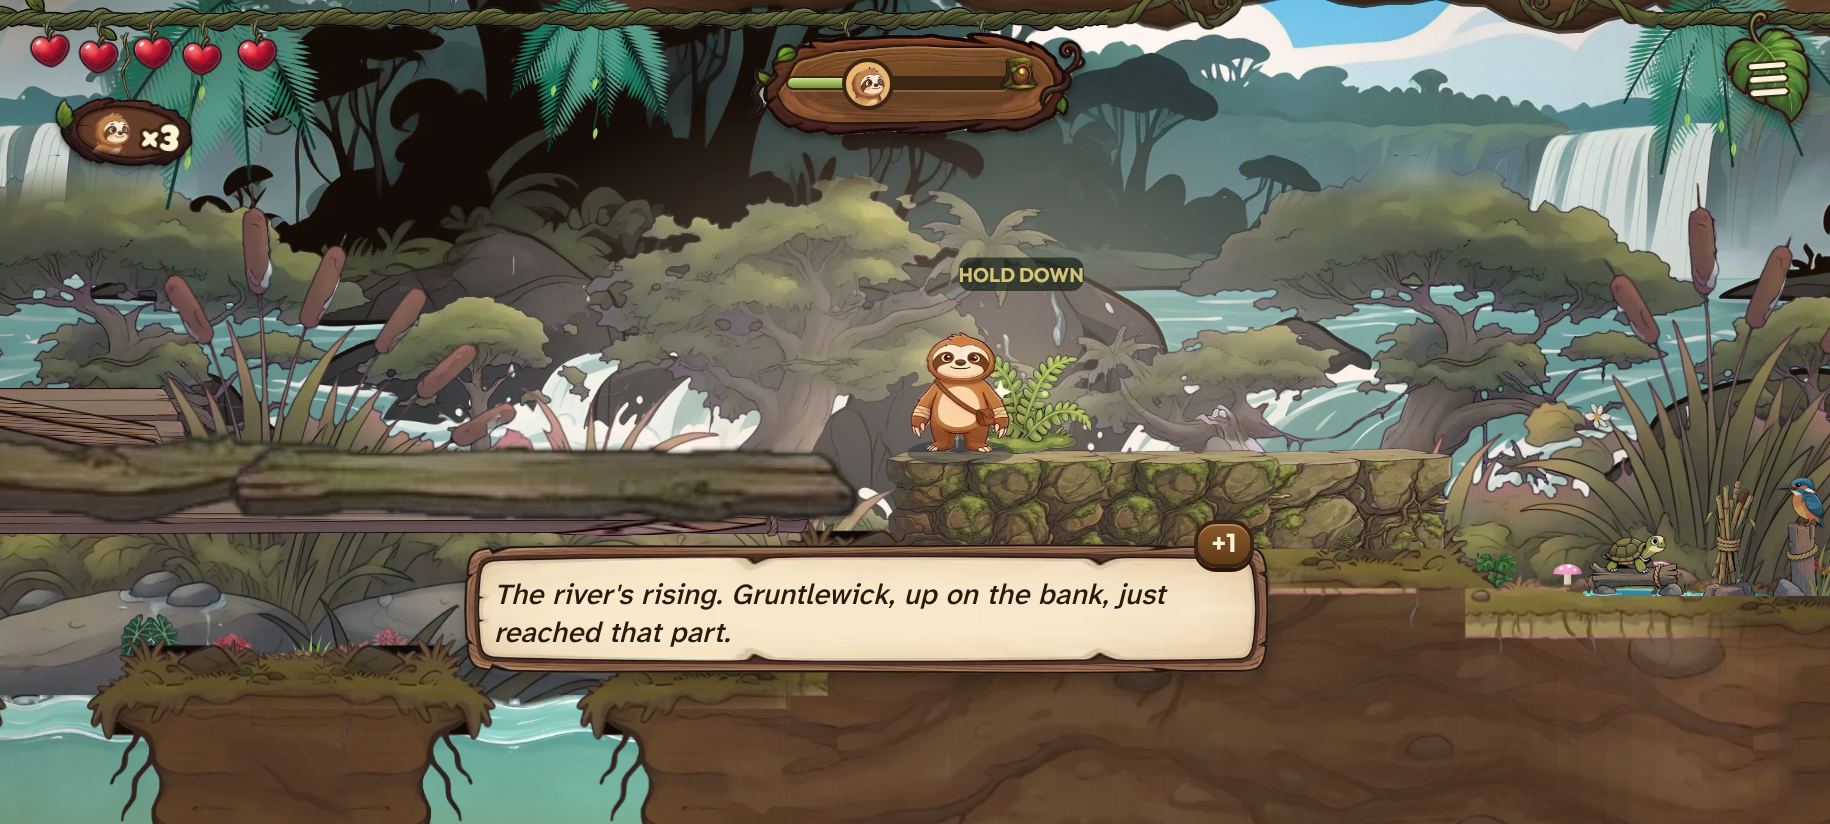 ×3
HOLD DOWN
+1
The river's rising. Gruntlewick, up on the bank, just
reached that part.